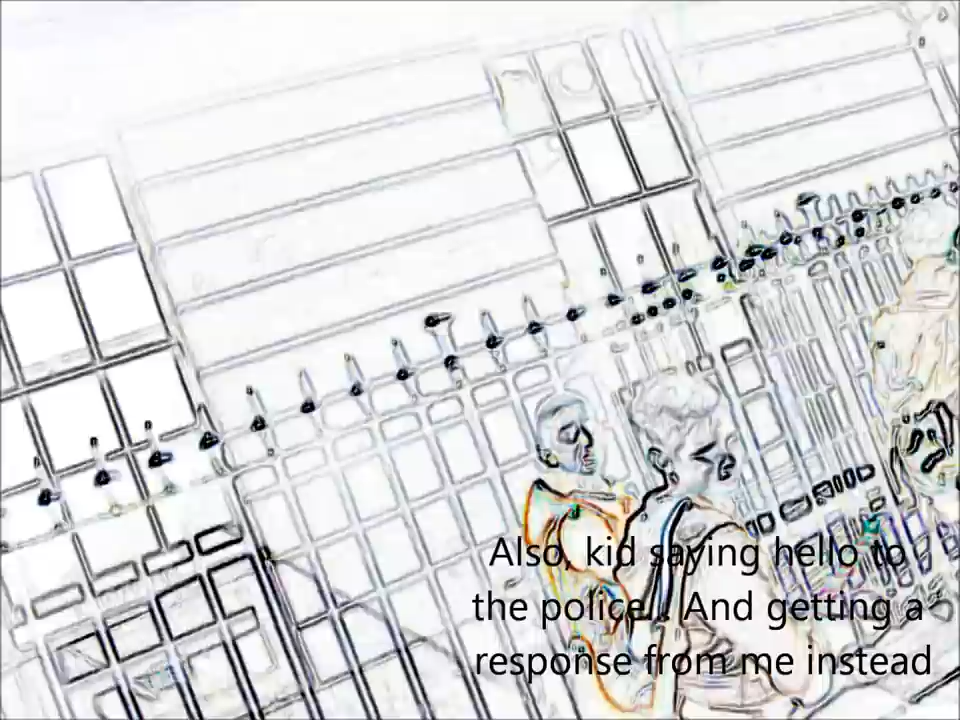 Also, kid saying hello to
the police.. And getting a
response from me instead